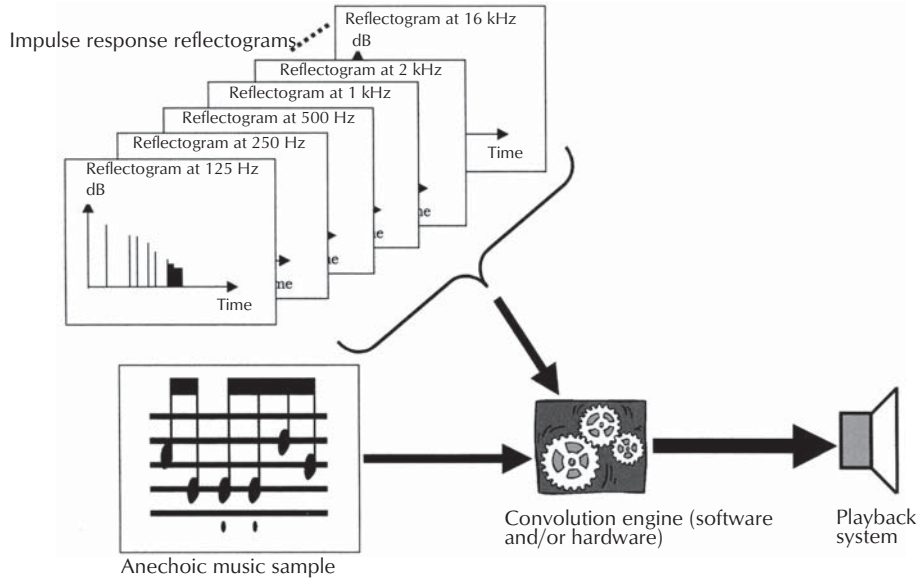 Impulse response reflectograms
Reflectogram at 16 kHz
dB
Time
Reflectogram at 2 kHz
Reflectogram at 1 kHz
Reflectogram at 500 Hz
Reflectogram at 250 Hz
Reflectogram at 125 Hz
dB
Time
Anechoic music sample
Convolution engine (software
and/or hardware)
Playback
system